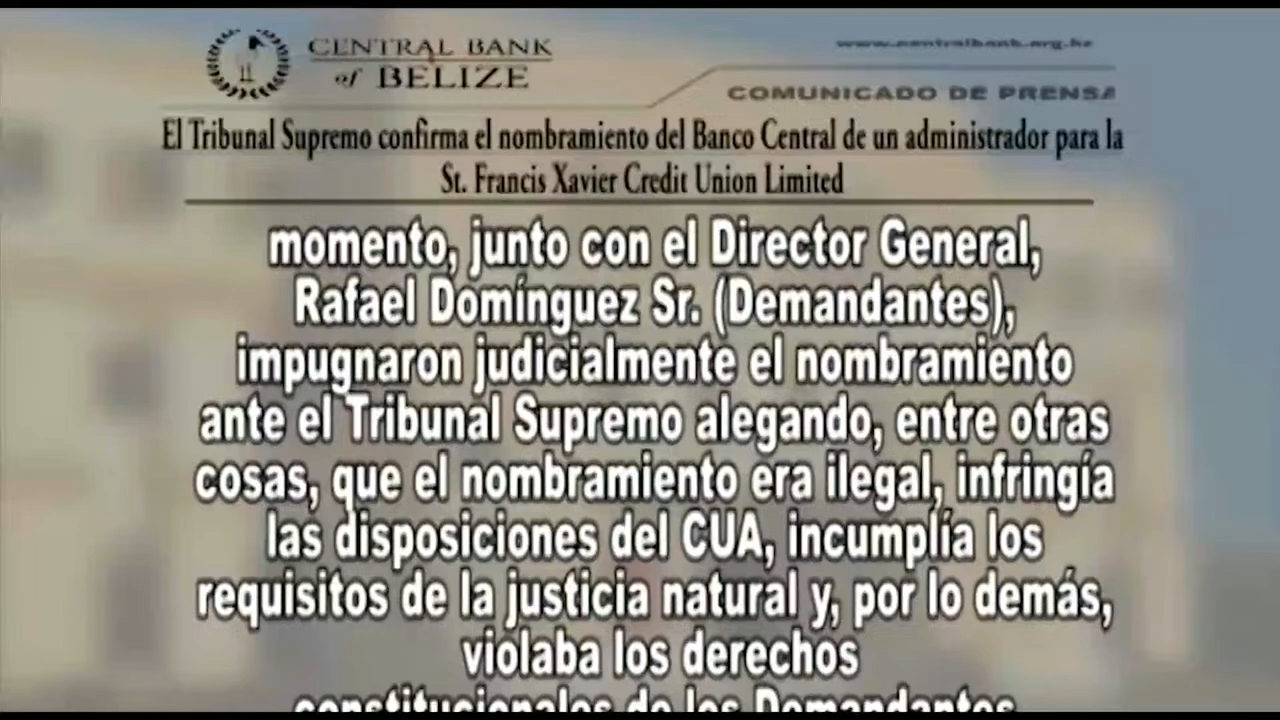 CENTRAL BANK
of BELIZE
www.centralbank.org.bz
COMUNICADO DE PRENSA
El Tribunal Supremo confirma el nombramiento del Banco Central de un administrador para la
St. Francis Xavier Credit Union Limited
momento, junto con el Director General,
Rafael Domínguez Sr. (Demandantes),
impugnaron judicialmente el nombramiento
ante el Tribunal Supremo alegando, entre otras
cosas, que el nombramiento era ilegal, infringía
las disposiciones del CUA, incumplía los
requisitos de la justicia natural y, por lo demás,
violaba los derechos
constitucionales de los Demandantes